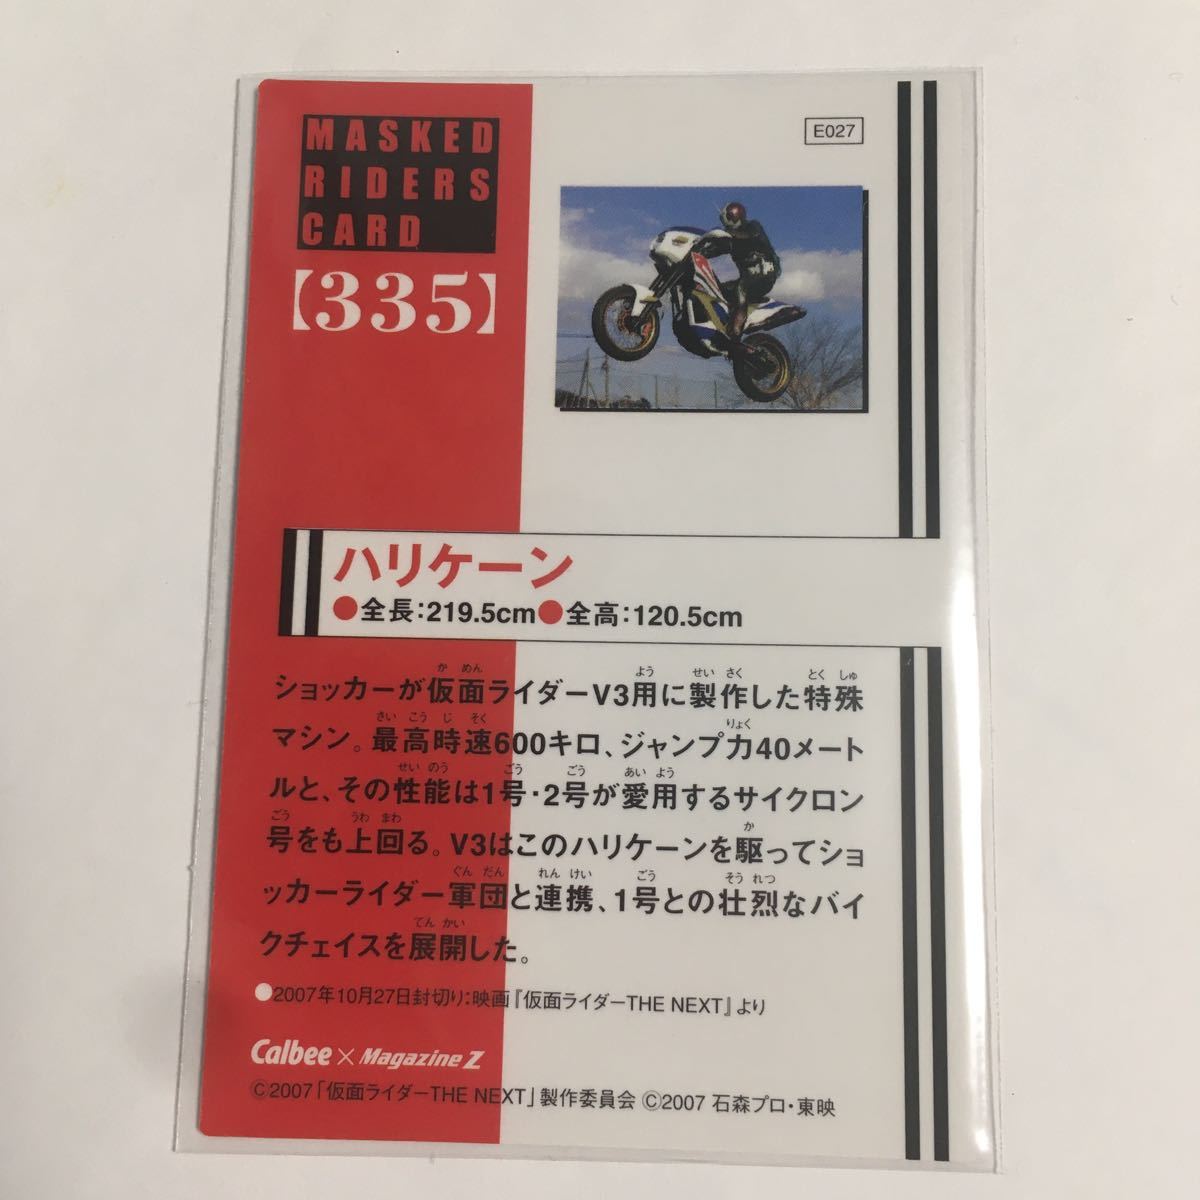 MASKED
RIDERS
CARD
【335】
E027
ハリケーン
●全長:219.5cm●全高:120.5cm
ショッカーが仮面ライダーV3用に製作した特殊
マシン。最高時速600キロ、ジャンプ力40メート
ルと、その性能は1号・2号が愛用するサイクロン
号をも上回る。V3はこのハリケーンを駆ってショ
ッカーライダー軍団と連携、1号との壮烈なバイ
クチェイスを展開した。
●2007年10月27日封切り:映画『仮面ライダーTHE NEXT』より
Calbee × Magazine Z
©2007「仮面ライダーTHE NEXT」製作委員会 ©2007 石森プロ・東映